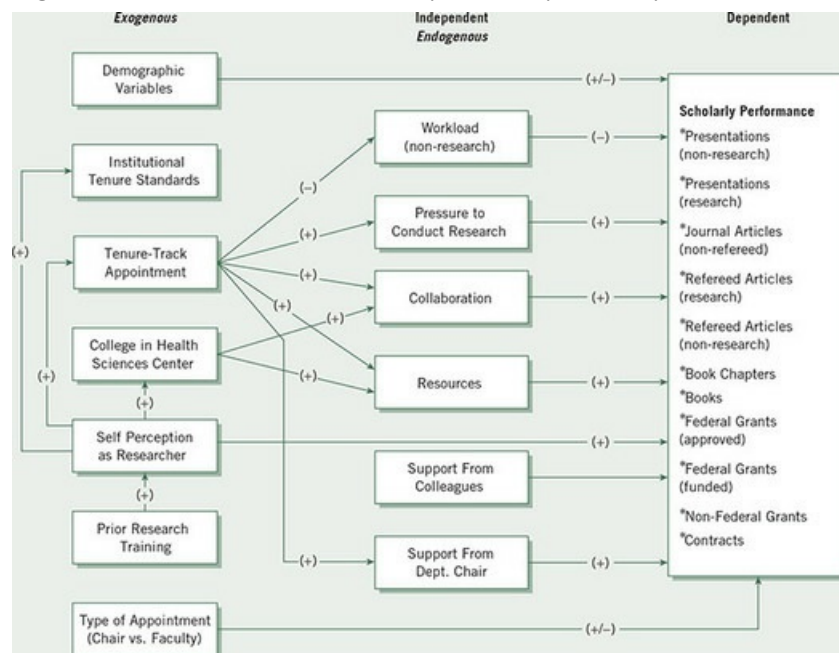 Exogenous
Independent
Endogenous
Dependent
Demographic
Variables
(+/−)
Institutional
Tenure Standards
(+)
Tenure-Track
Appointment
(+)
College in Health
Sciences Center
(+)
Self Perception
as Researcher
(+)
(+)
Prior Research
Training
Type of Appointment
(Chair vs. Faculty)
(+/−)
(−)
(+)
(+)
(+)
(+)
(+)
(+)
Workload
(non-research)
(−)
Pressure to
Conduct Research
(+)
Collaboration
(+)
Resources
(+)
Support From
Colleagues
(+)
Support From
Dept. Chair
(+)
Scholarly Performance
*Presentations
(non-research)
*Presentations
(research)
*Journal Articles
(non-refereed)
*Refereed Articles
(research)
*Refereed Articles
(non-research)
*Book Chapters
*Books
*Federal Grants
(approved)
*Federal Grants
(funded)
*Non-Federal Grants
*Contracts